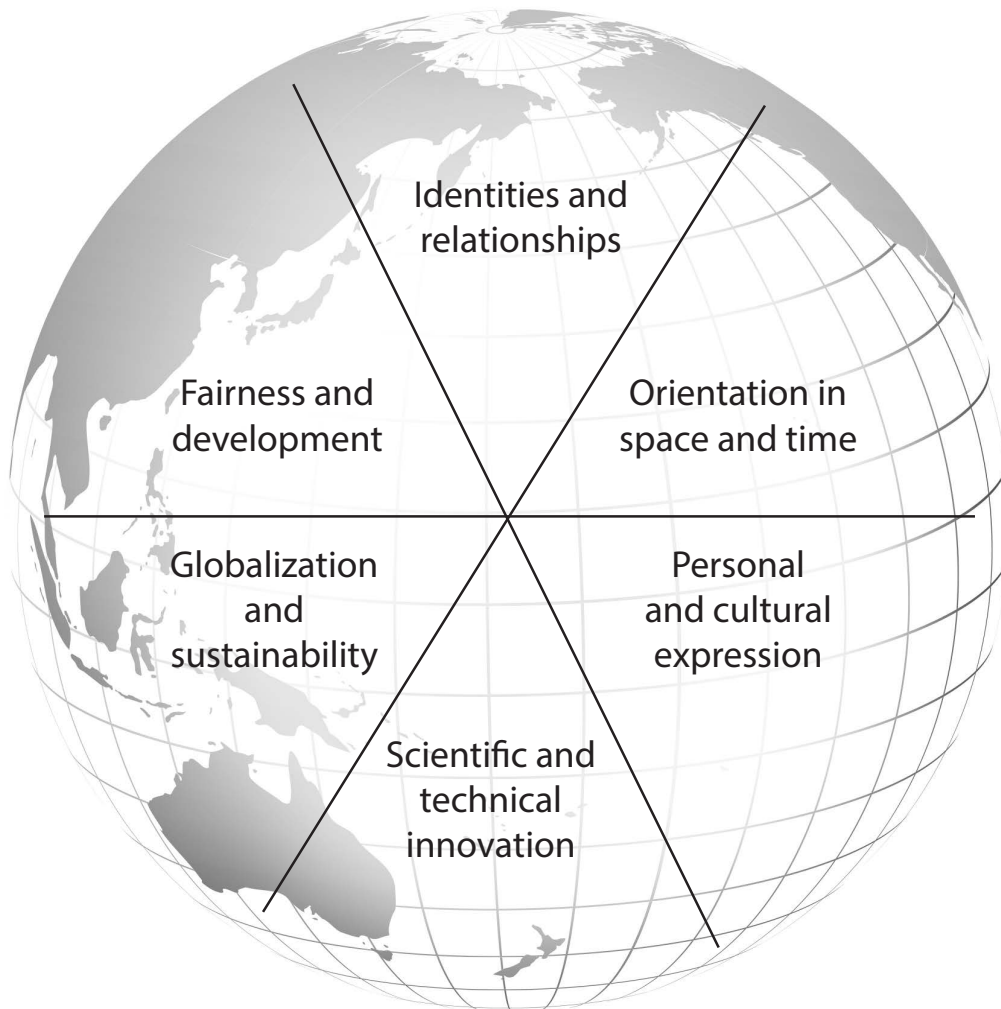 Identities and
relationships
Fairness and
development
Orientation in
space and time
Globalization
and
sustainability
Personal
and cultural
expression
Scientific and
technical
innovation